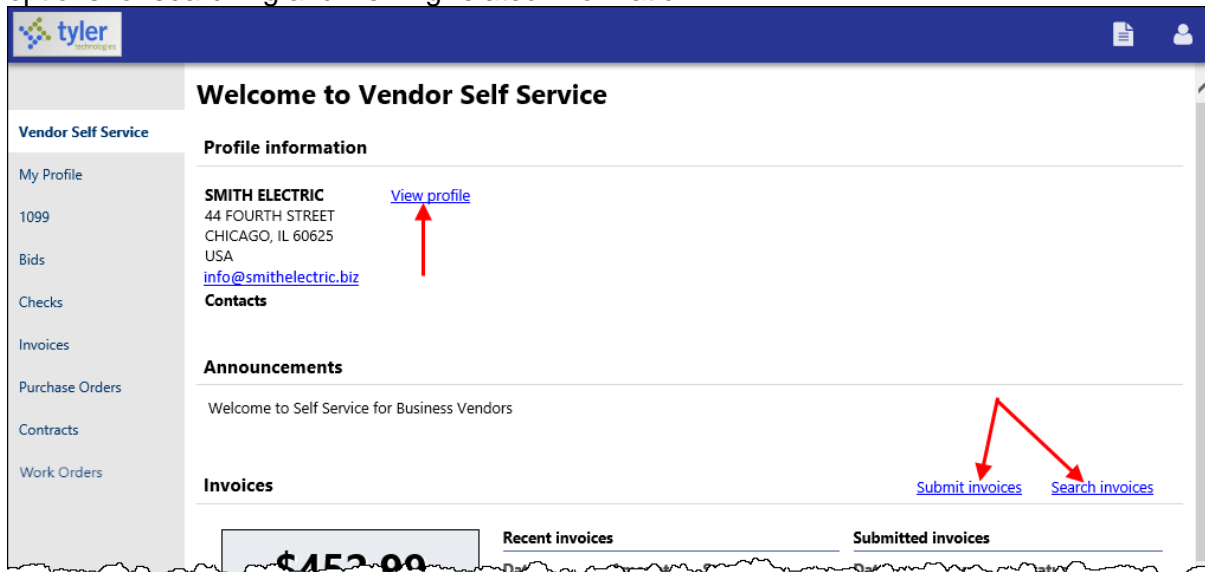 tyler
technologies
Welcome to Vendor Self Service
Vendor Self Service
My Profile
1099
Bids
Checks
Invoices
Purchase Orders
Contracts
Work Orders
Profile information
SMITH ELECTRIC View profile
44 FOURTH STREET
CHICAGO, IL 60625
USA
info@smithelectric.biz
Contacts
Announcements
Welcome to Self Service for Business Vendors
Invoices Submit invoices Search invoices
$452.99
Recent invoices
Submitted invoices